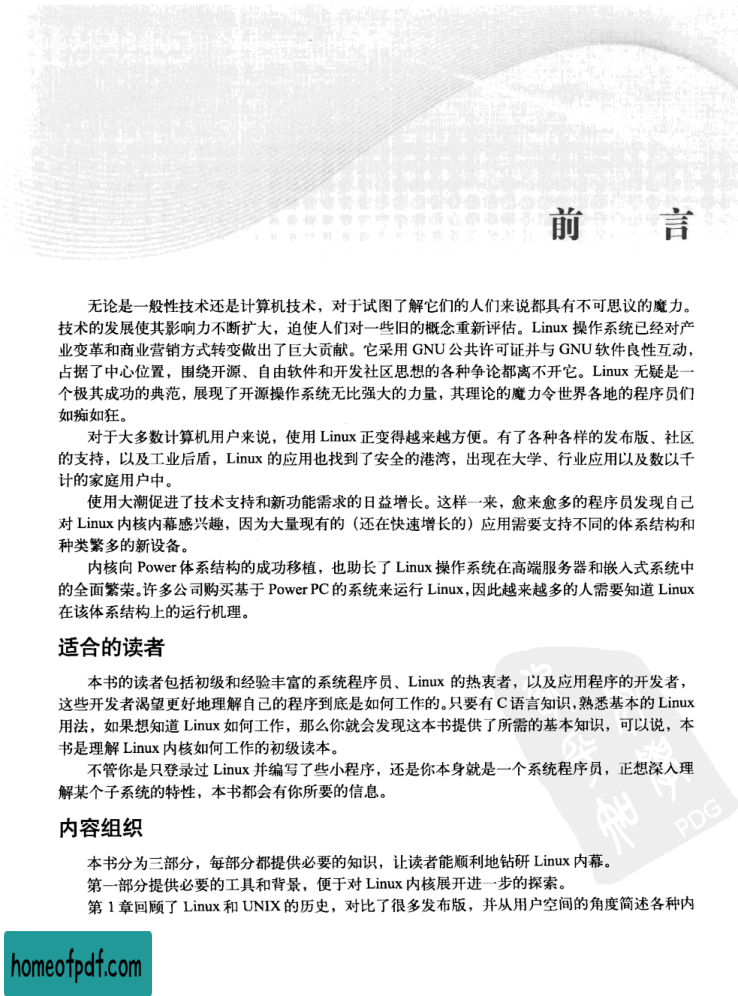 前 言
无论是一般性技术还是计算机技术，对于试图了解它们的人们来说都具有不可思议的魔力。
技术的发展使其影响力不断扩大，迫使人们对一些旧的概念重新评估。Linux 操作系统已经对产
业变革和商业营销方式转变做出了巨大贡献。它采用 GNU 公共许可证并与 GNU 软件良性互动，
占据了中心位置，围绕开源、自由软件和开发社区思想的各种争论都离不开它。Linux 无疑是一
个极其成功的典范，展现了开源操作系统无比强大的力量，其理论的魔力令世界各地的程序员们
如痴如狂。
对于大多数计算机用户来说，使用 Linux 正变得越来越方便。有了各种各样的发布版、社区
的支持，以及工业后盾，Linux 的应用也找到了安全的港湾，出现在大学、行业应用以及数以千
计的家庭用户中。
使用大潮促进了技术支持和新功能需求的日益增长。这样一来，愈来愈多的程序员发现自己
对 Linux 内核内幕感兴趣，因为大量现有的（还在快速增长的）应用需要支持不同的体系结构和
种类繁多的新设备。
内核向 Power 体系结构的成功移植，也助长了 Linux 操作系统在高端服务器和嵌入式系统中
的全面繁荣。许多公司购买基于 Power PC 的系统来运行 Linux，因此越来越多的人需要知道 Linux
在该体系结构上的运行机理。
适合的读者
本书的读者包括初级和经验丰富的系统程序员、Linux 的热衷者，以及应用程序的开发者，
这些开发者渴望更好地理解自己的程序到底是如何工作的。只要有 C 语言知识，熟悉基本的 Linux
用法，如果想知道 Linux 如何工作，那么你就会发现这本书提供了所需的基本知识，可以说，本
书是理解 Linux 内核如何工作的初级读本。
不管你是只登录过 Linux 并编写了些小程序，还是你本身就是一个系统程序员，正想深入理
解某个子系统的特性，本书都会有你所要的信息。
内容组织
本书分为三部分，每部分都提供必要的知识，让读者能顺利地钻研 Linux 内幕。
第一部分提供必要的工具和背景，便于对 Linux 内核展开进一步的探索。
第 1 章回顾了 Linux 和 UNIX 的历史，对比了很多发布版，并从用户空间的角度简述各种内
PDG
homeofpdf.com